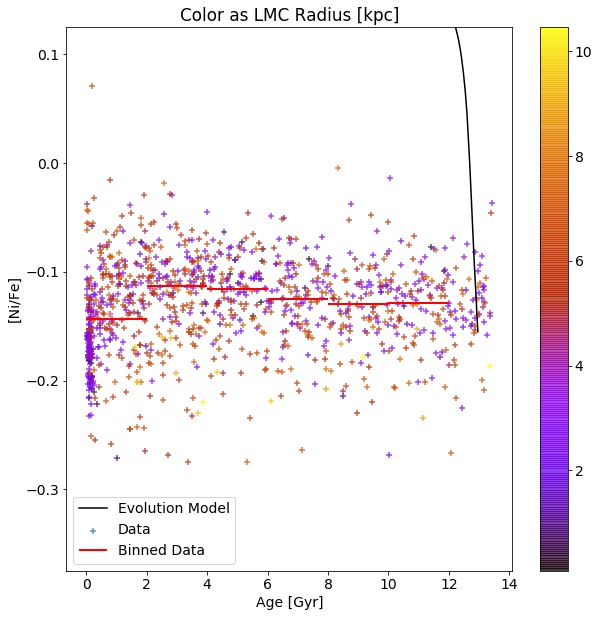 Color as LMC Radius [kpc]
[Ni/Fe]
0.1
0.0
−0.1
−0.2
−0.3
0 2 4 6 8 10 12 14
Age [Gyr]
Evolution Model
Data
Binned Data
10
8
6
4
2